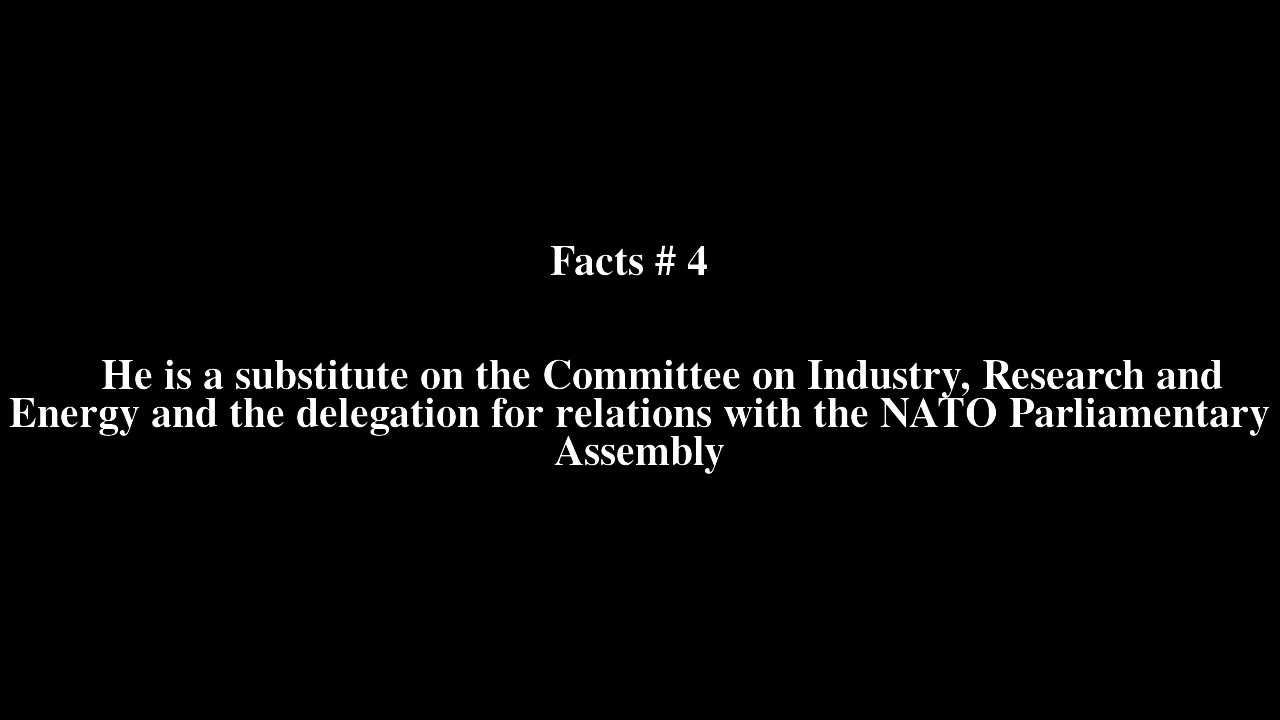 Facts # 4
He is a substitute on the Committee on Industry, Research and
Energy and the delegation for relations with the NATO Parliamentary
Assembly